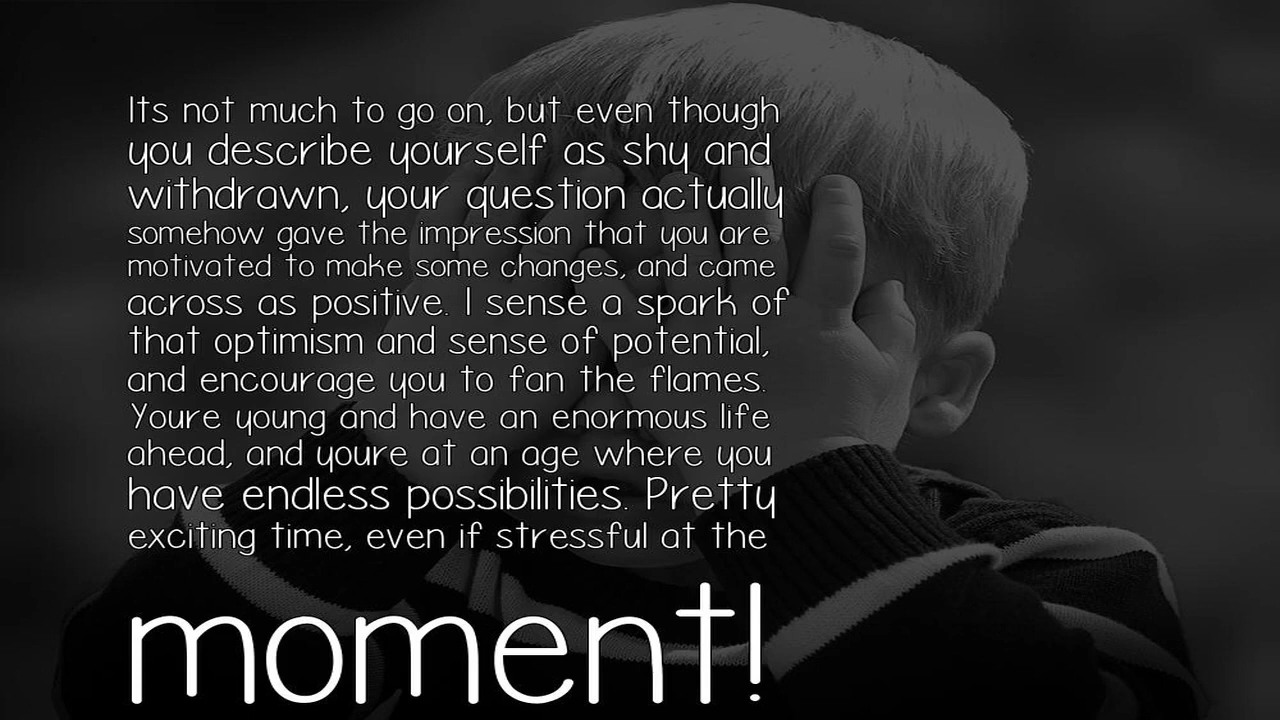 Its not much to go on, but even though
you describe yourself as shy and
withdrawn, your question actually
somehow gave the impression that you are
motivated to make some changes, and came
across as positive. I sense a spark of
that optimism and sense of potential,
and encourage you to fan the flames.
Youre young and have an enormous life
ahead, and youre at an age where you
have endless possibilities. Pretty
exciting time, even if stressful at the
moment!